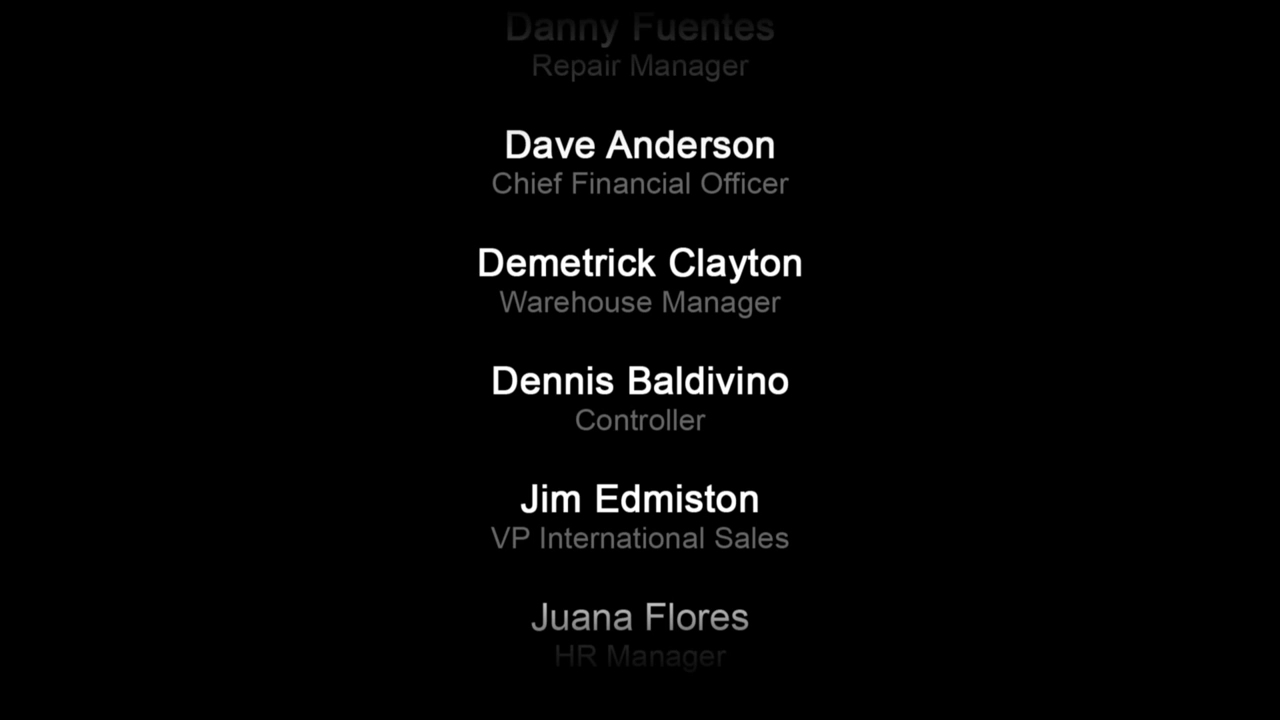 Danny Fuentes
Repair Manager
Dave Anderson
Chief Financial Officer
Demetrick Clayton
Warehouse Manager
Dennis Baldivino
Controller
Jim Edmiston
VP International Sales
Juana Flores
HR Manager